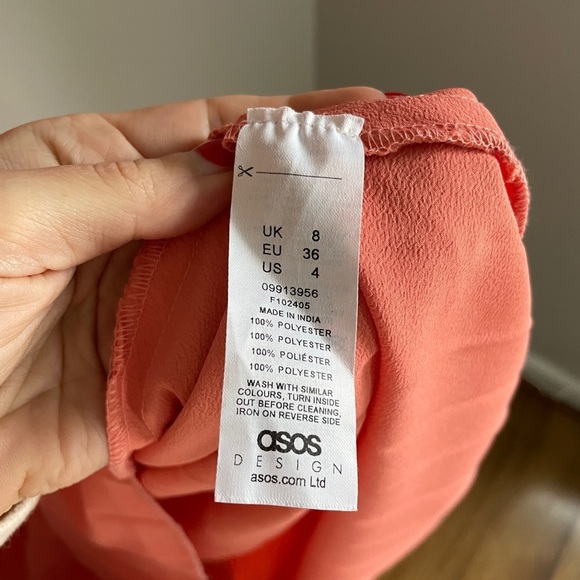 UK 8
EU 36
US 4
09913956
F102405
MADE IN INDIA
100% POLYESTER
100% POLYESTER
100% POLIÉSTER
100% POLYESTER
WASH WITH SIMILAR
COLOURS, TURN INSIDE
OUT BEFORE CLEANING,
IRON ON REVERSE SIDE
asos
DESIGN
asos.com Ltd